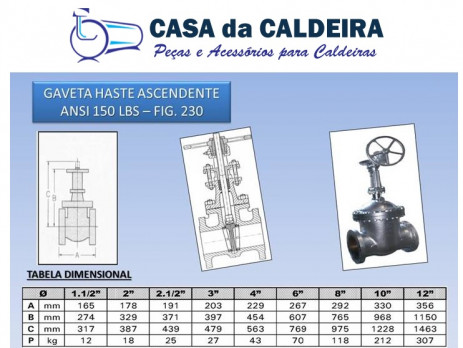 CASA da CALDEIRA
Peças e Acessórios para Caldeiras
GAVETA HASTE ASCENDENTE
ANSI 150 LBS – FIG. 230
C
B
A
TABELA DIMENSIONAL
Ø 1.1/2” 2” 2.1/2” 3” 4” 6” 8” 10” 12”
A mm 165 178 191 203 229 267 292 330 356
B mm 274 329 371 397 454 607 765 968 1150
C mm 317 387 439 479 563 769 975 1228 1463
P kg 12 18 25 27 43 70 118 212 307